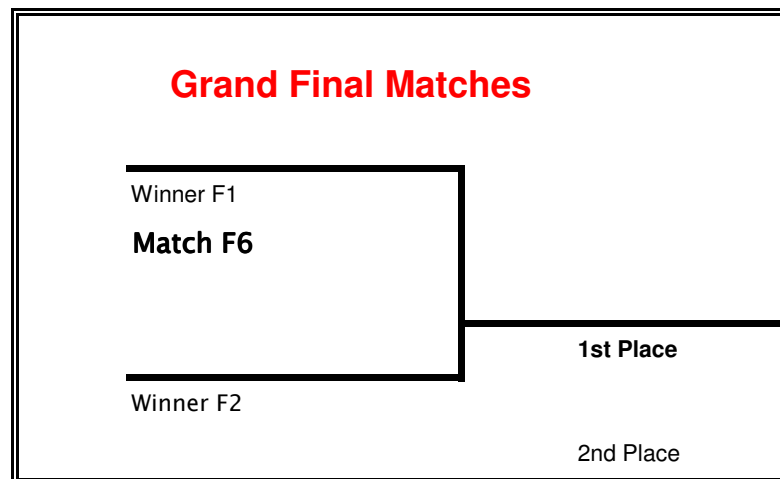 Grand Final Matches
Winner F1
Match F6
1st Place
Winner F2
2nd Place